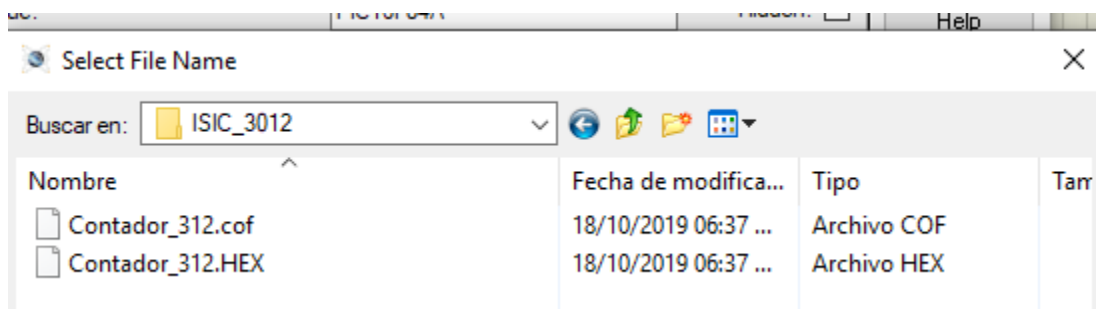 Help
Select File Name
Buscar en: ISIC_3012
Nombre Fecha de modifica... Tipo
Contador_312.cof 18/10/2019 06:37 ... Archivo COF
Contador_312.HEX 18/10/2019 06:37 ... Archivo HEX